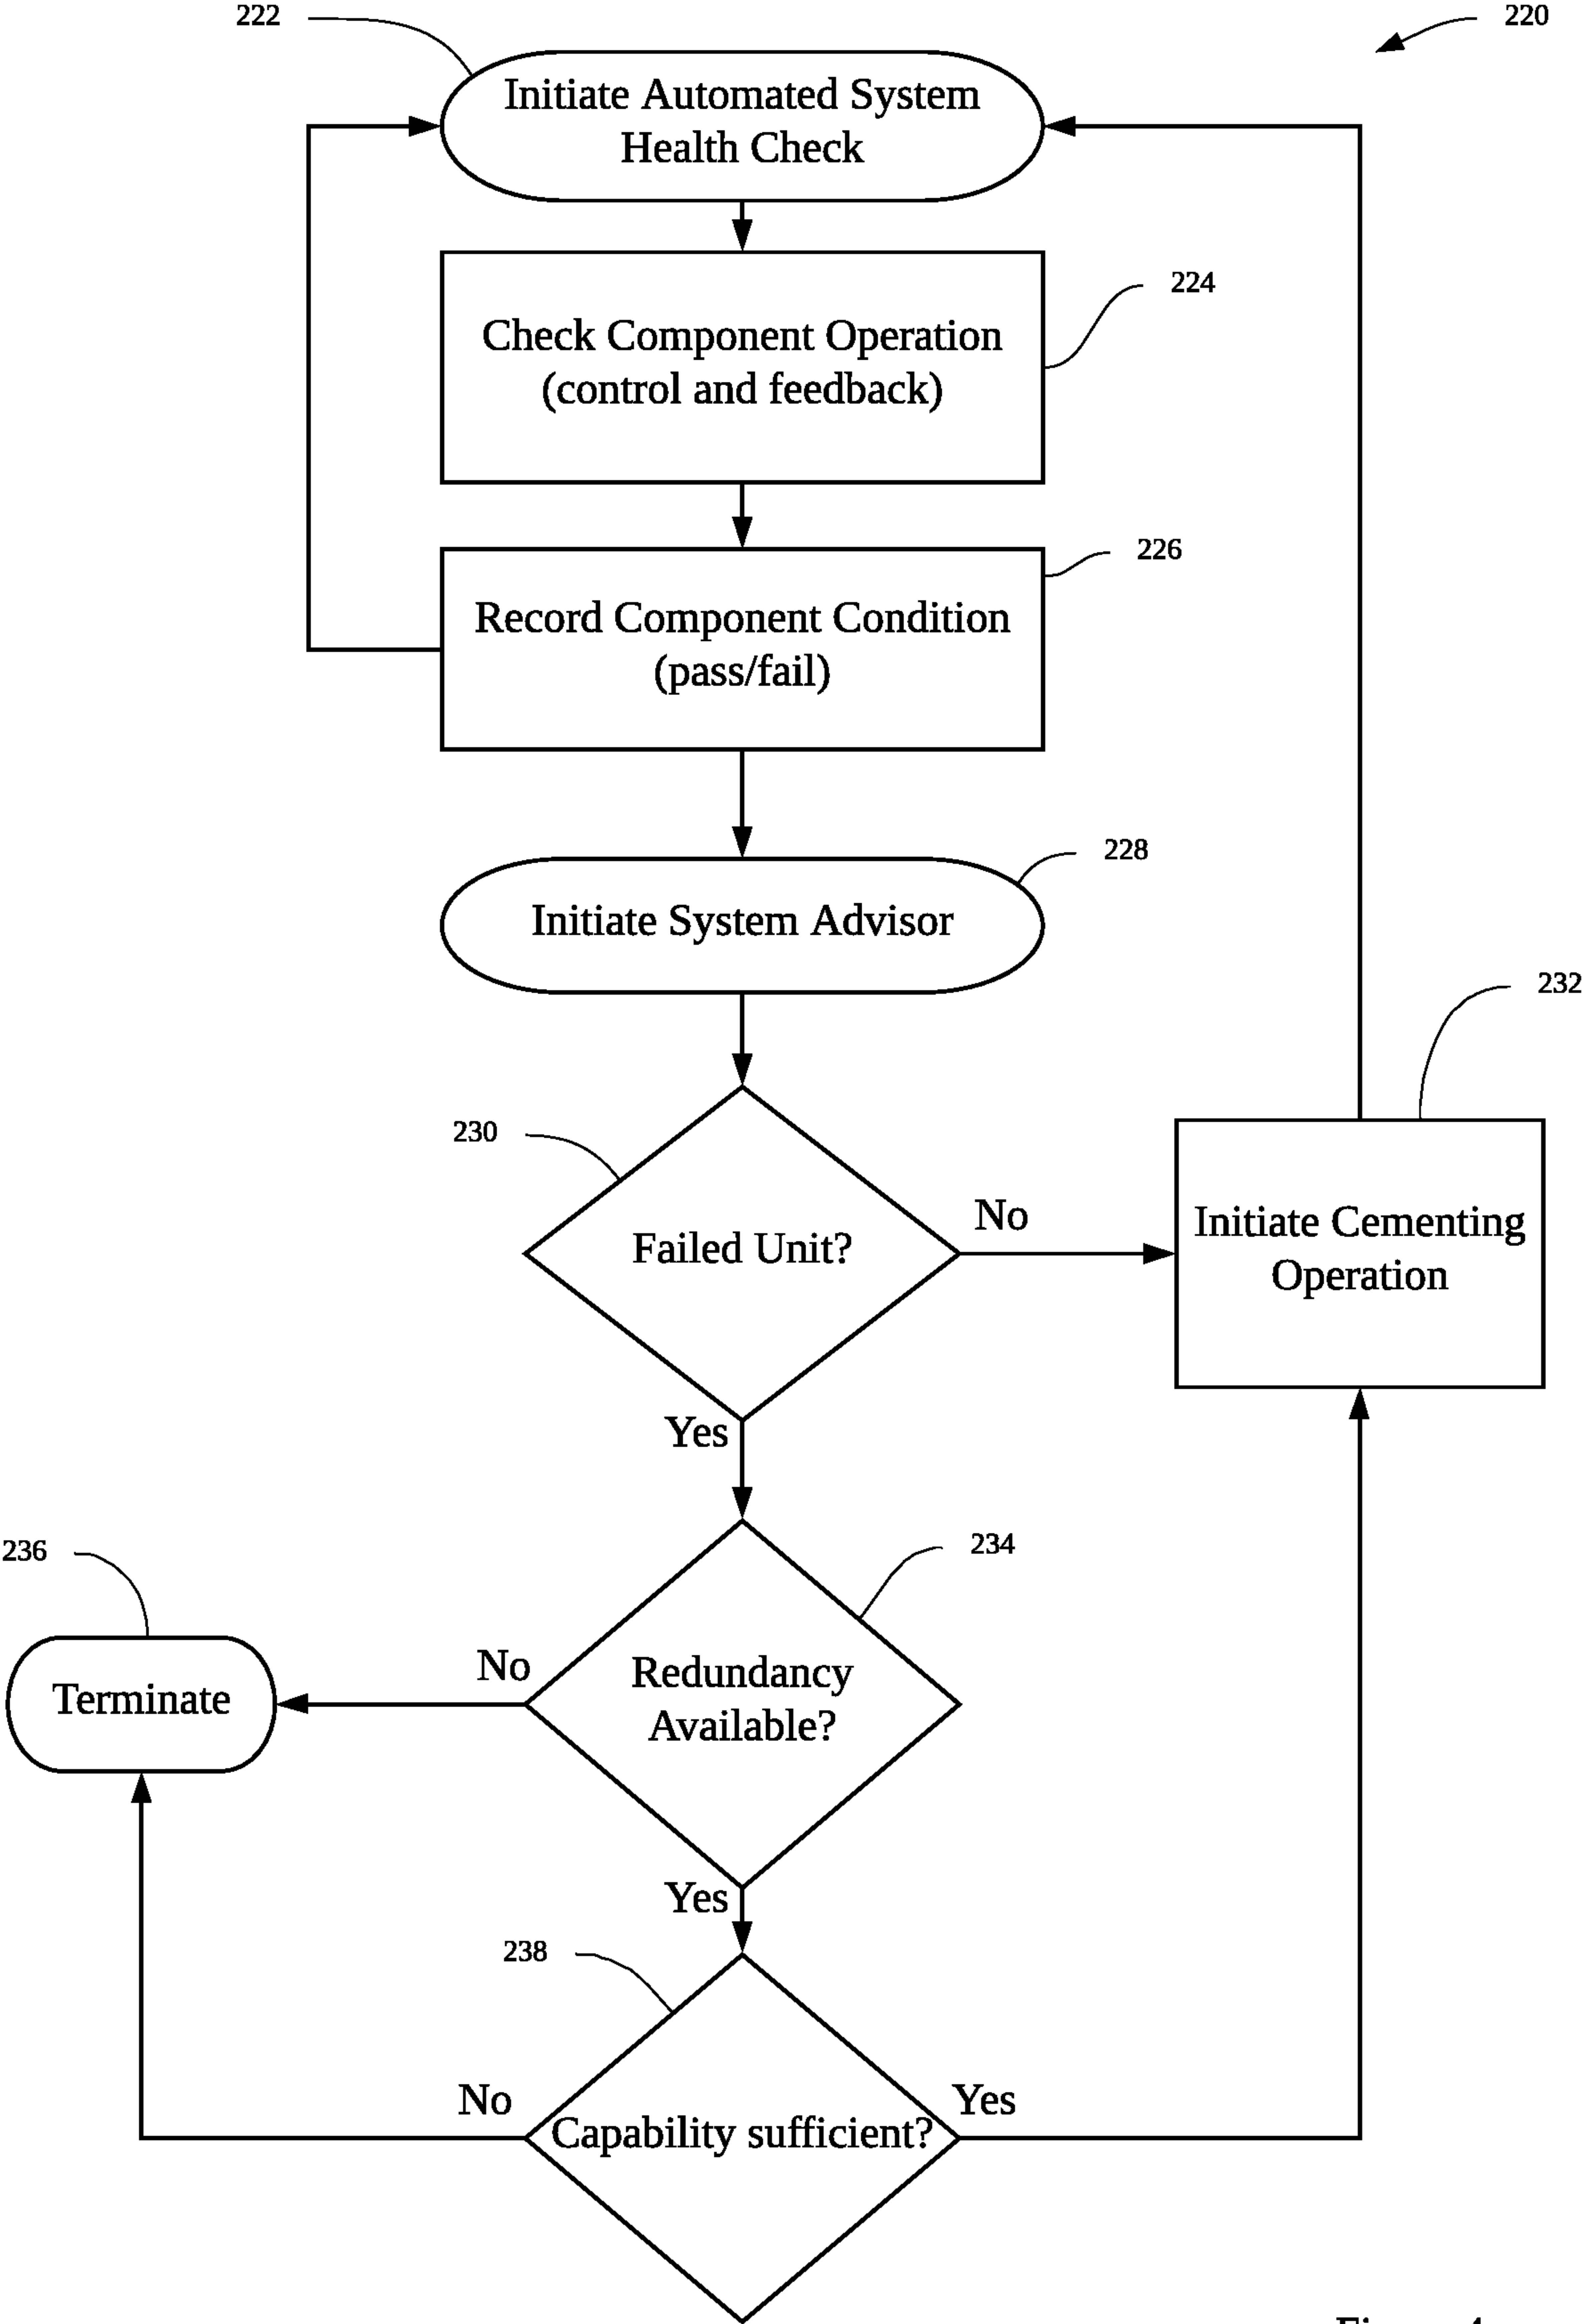 222
220
Initiate Automated System
Health Check
224
Check Component Operation
(control and feedback)
226
Record Component Condition
(pass/fail)
228
Initiate System Advisor
232
230
No
Failed Unit?
Initiate Cementing
Operation
Yes
236
234
No
Redundancy
Available?
Terminate
Yes
238
No
Yes
Capability sufficient?